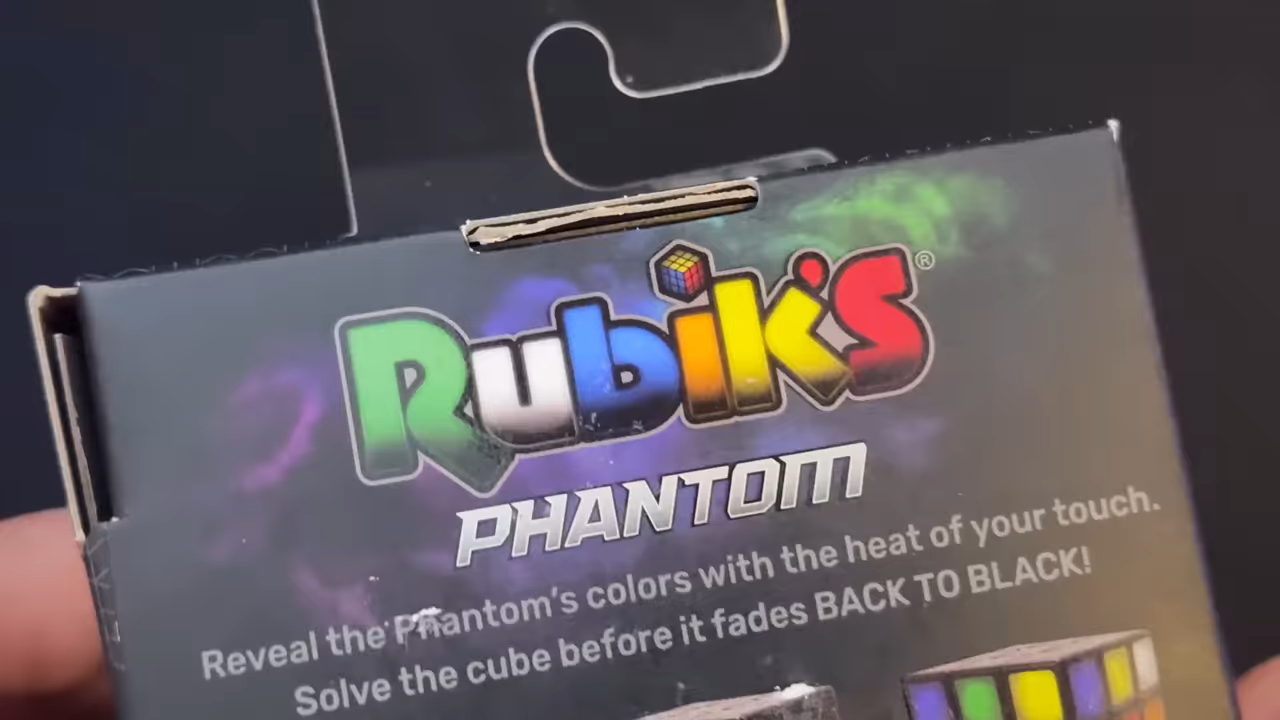 Rubik's®
PHANTOM
Reveal the Phantom's colors with the heat of your touch.
Solve the cube before it fades BACK TO BLACK!